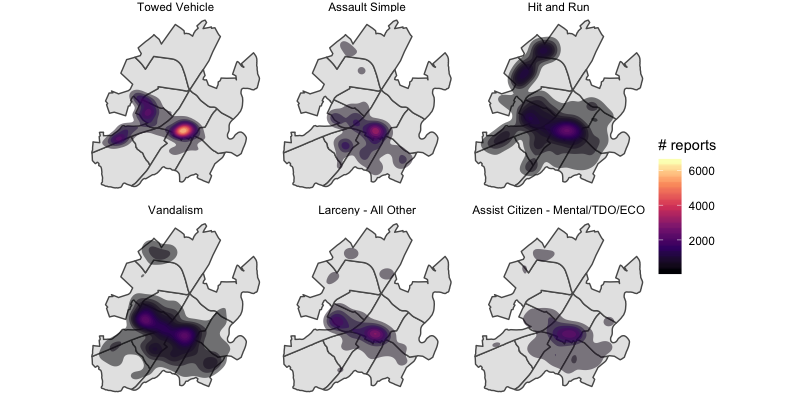 Towed Vehicle
Assault Simple
Hit and Run
# reports
6000
4000
2000
Vandalism
Larceny - All Other
Assist Citizen - Mental/TDO/ECO